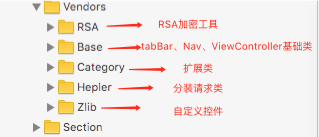 Vendors
RSA RSA加密工具
Base tabBar、Nav、ViewController基础类
Category 扩展类
Hepler 分装请求类
Zlib 自定义控件
Section